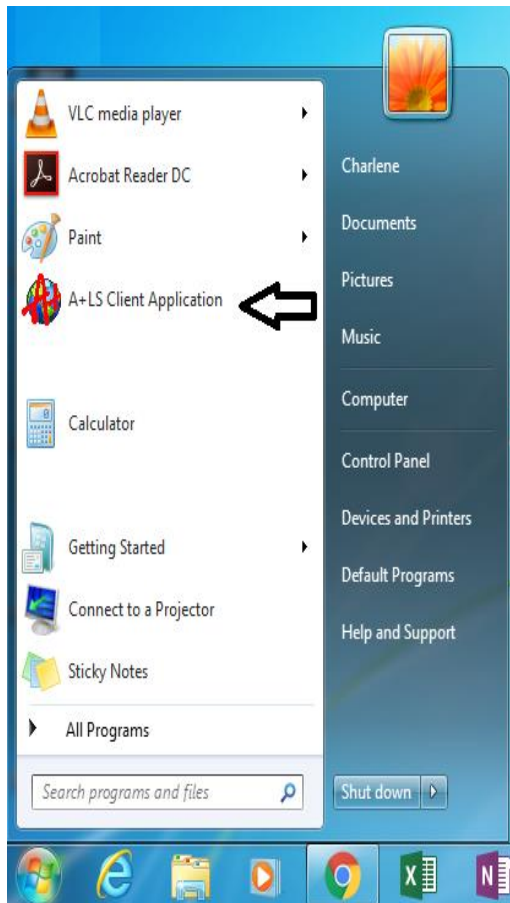 VLC media player
Acrobat Reader DC
Paint
A+LS Client Application
Calculator
Getting Started
Connect to a Projector
Sticky Notes
All Programs
Search programs and files
Charlene
Documents
Pictures
Music
Computer
Control Panel
Devices and Printers
Default Programs
Help and Support
Shut down